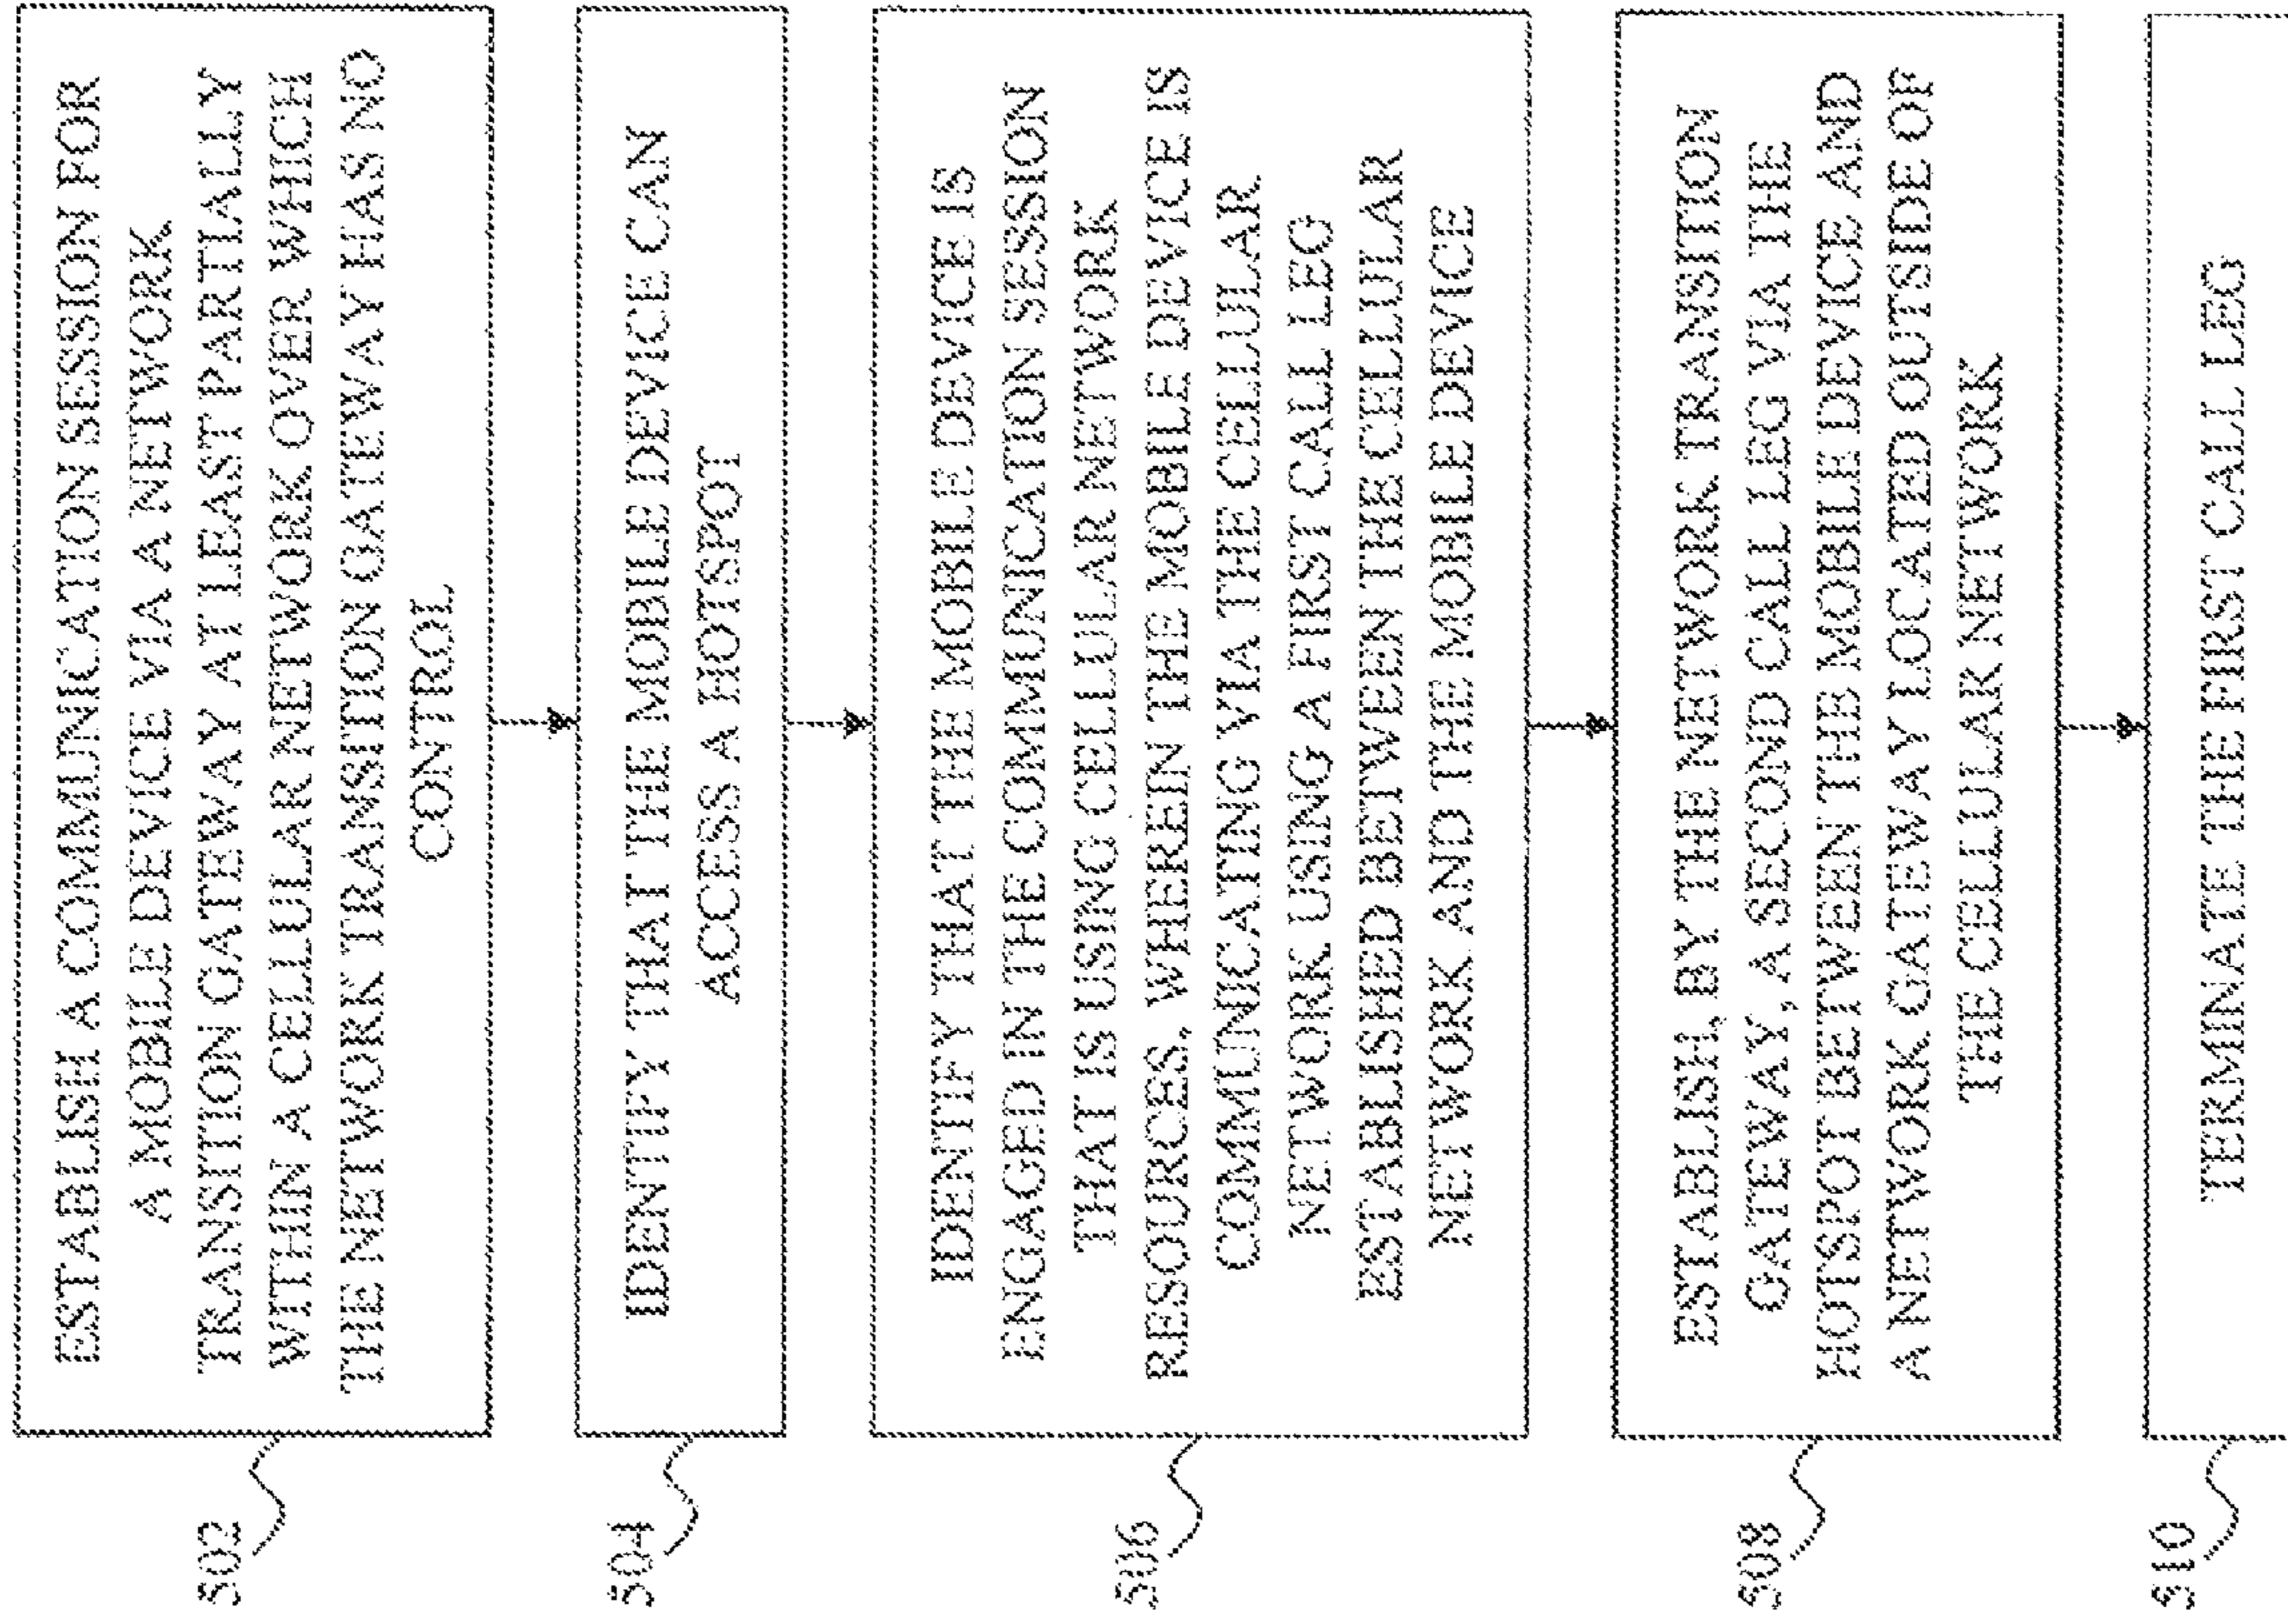 502
ESTABLISH A COMMUNICATION SESSION FOR
A MOBILE DEVICE VIA A NETWORK
TRANSITION GATEWAY AT LEAST PARTIALLY
WITHIN A CELLULAR NETWORK OVER WHICH
THE NETWORK TRANSITION GATEWAY HAS NO
CONTROL
504
IDENTIFY THAT THE MOBILE DEVICE CAN
ACCESS A HOTSPOT
506
IDENTIFY THAT THE MOBILE DEVICE IS
ENGAGED IN THE COMMUNICATION SESSION
THAT IS USING CELLULAR NETWORK
RESOURCES, WHEREIN THE MOBILE DEVICE IS
COMMUNICATING VIA THE CELLULAR
NETWORK USING A FIRST CALL LEG
ESTABLISHED BETWEEN THE CELLULAR
NETWORK AND THE MOBILE DEVICE
508
ESTABLISH, BY THE NETWORK TRANSITION
GATEWAY, A SECOND CALL LEG VIA THE
HOTSPOT BETWEEN THE MOBILE DEVICE AND
A NETWORK GATEWAY LOCATED OUTSIDE OF
THE CELLULAR NETWORK
510
TERMINATE THE FIRST CALL LEG